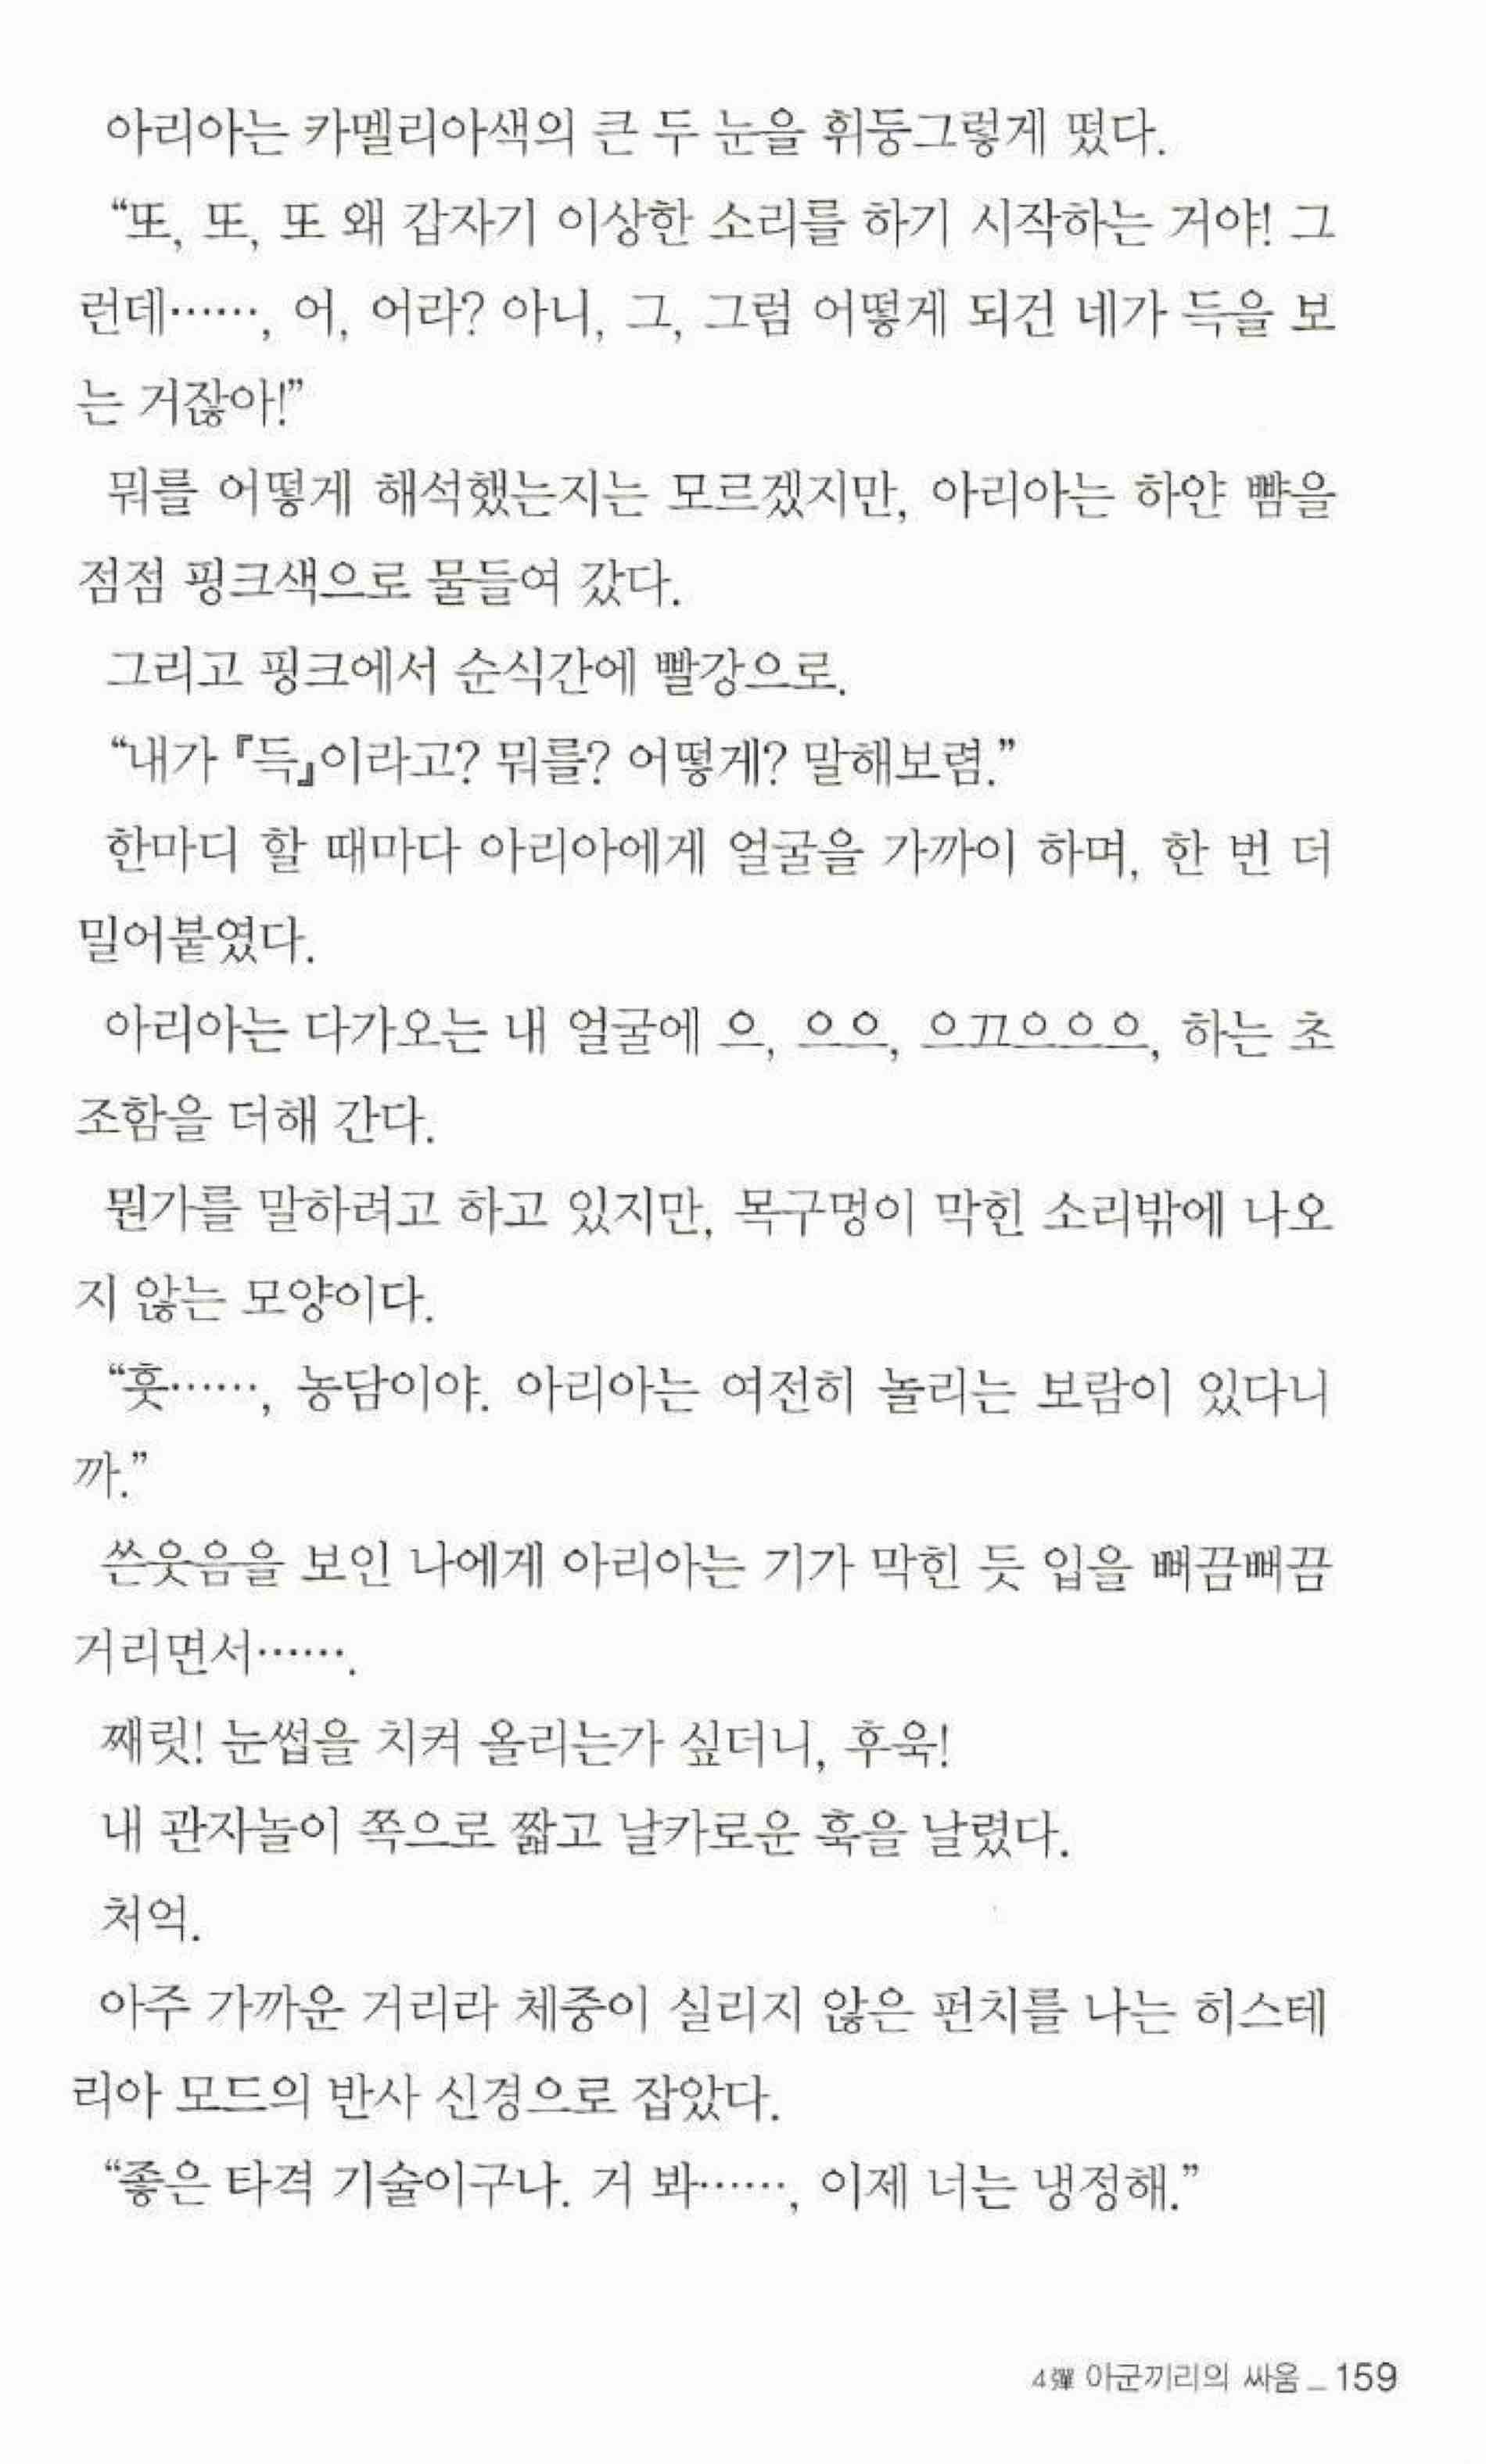 아리아는 카멜리아색의 큰 두 눈을 휘둥그렇게 떴다.
“또, 또, 또 왜 갑자기 이상한 소리를 하기 시작하는 거야! 그
런데……, 어, 어라? 아니, 그, 그럼 어떻게 되건 네가 득을 보
는 거잖아!”
뭐를 어떻게 해석했는지는 모르겠지만, 아리아는 하얀 뺨을
점점 핑크색으로 물들여 갔다.
그리고 핑크에서 순식간에 빨강으로.
“내가 『득』이라고? 뭐를? 어떻게? 말해보렴.”
한마디 할 때마다 아리아에게 얼굴을 가까이 하며, 한 번 더
밀어붙였다.
아리아는 다가오는 내 얼굴에 으, 으으, 으끄으으으, 하는 초
조함을 더해 간다.
뭔가를 말하려고 하고 있지만, 목구멍이 막힌 소리밖에 나오
지 않는 모양이다.
“훗……, 농담이야. 아리아는 여전히 놀리는 보람이 있다니
까.”
쓴웃음을 보인 나에게 아리아는 기가 막힌 듯 입을 뻐끔뻐끔
거리면서…….
째릿! 눈썹을 치켜 올리는가 싶더니, 후욱!
내 관자놀이 쪽으로 짧고 날카로운 훅을 날렸다.
처억.
아주 가까운 거리라 체중이 실리지 않은 펀치를 나는 히스테
리아 모드의 반사 신경으로 잡았다.
“좋은 타격 기술이구나. 거 봐……, 이제 너는 냉정해.”
4彈 아군끼리의 싸움 _ 159